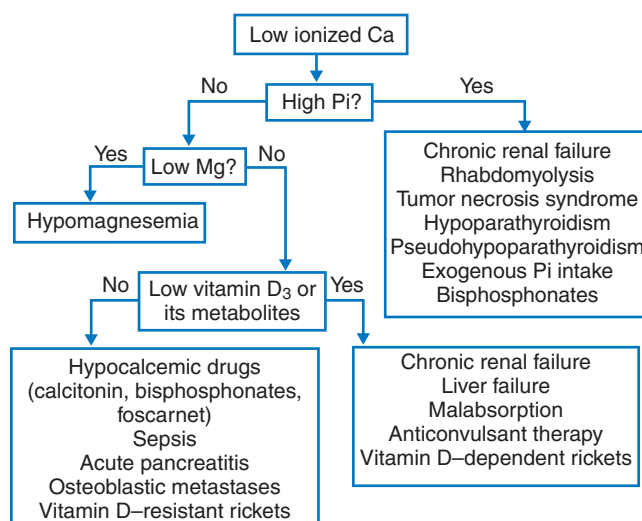 Low ionized Ca
No
High Pi?
Yes
Yes
Low Mg?
No
Hypomagnesemia
Chronic renal failure
Rhabdomyolysis
Tumor necrosis syndrome
Hypoparathyroidism
Pseudohypoparathyroidism
Exogenous Pi intake
Bisphosphonates
No
Low vitamin D₃ or
its metabolites
Yes
Hypocalcemic drugs
(calcitonin, bisphosphonates,
foscarnet)
Sepsis
Acute pancreatitis
Osteoblastic metastases
Vitamin D–resistant rickets
Chronic renal failure
Liver failure
Malabsorption
Anticonvulsant therapy
Vitamin D–dependent rickets